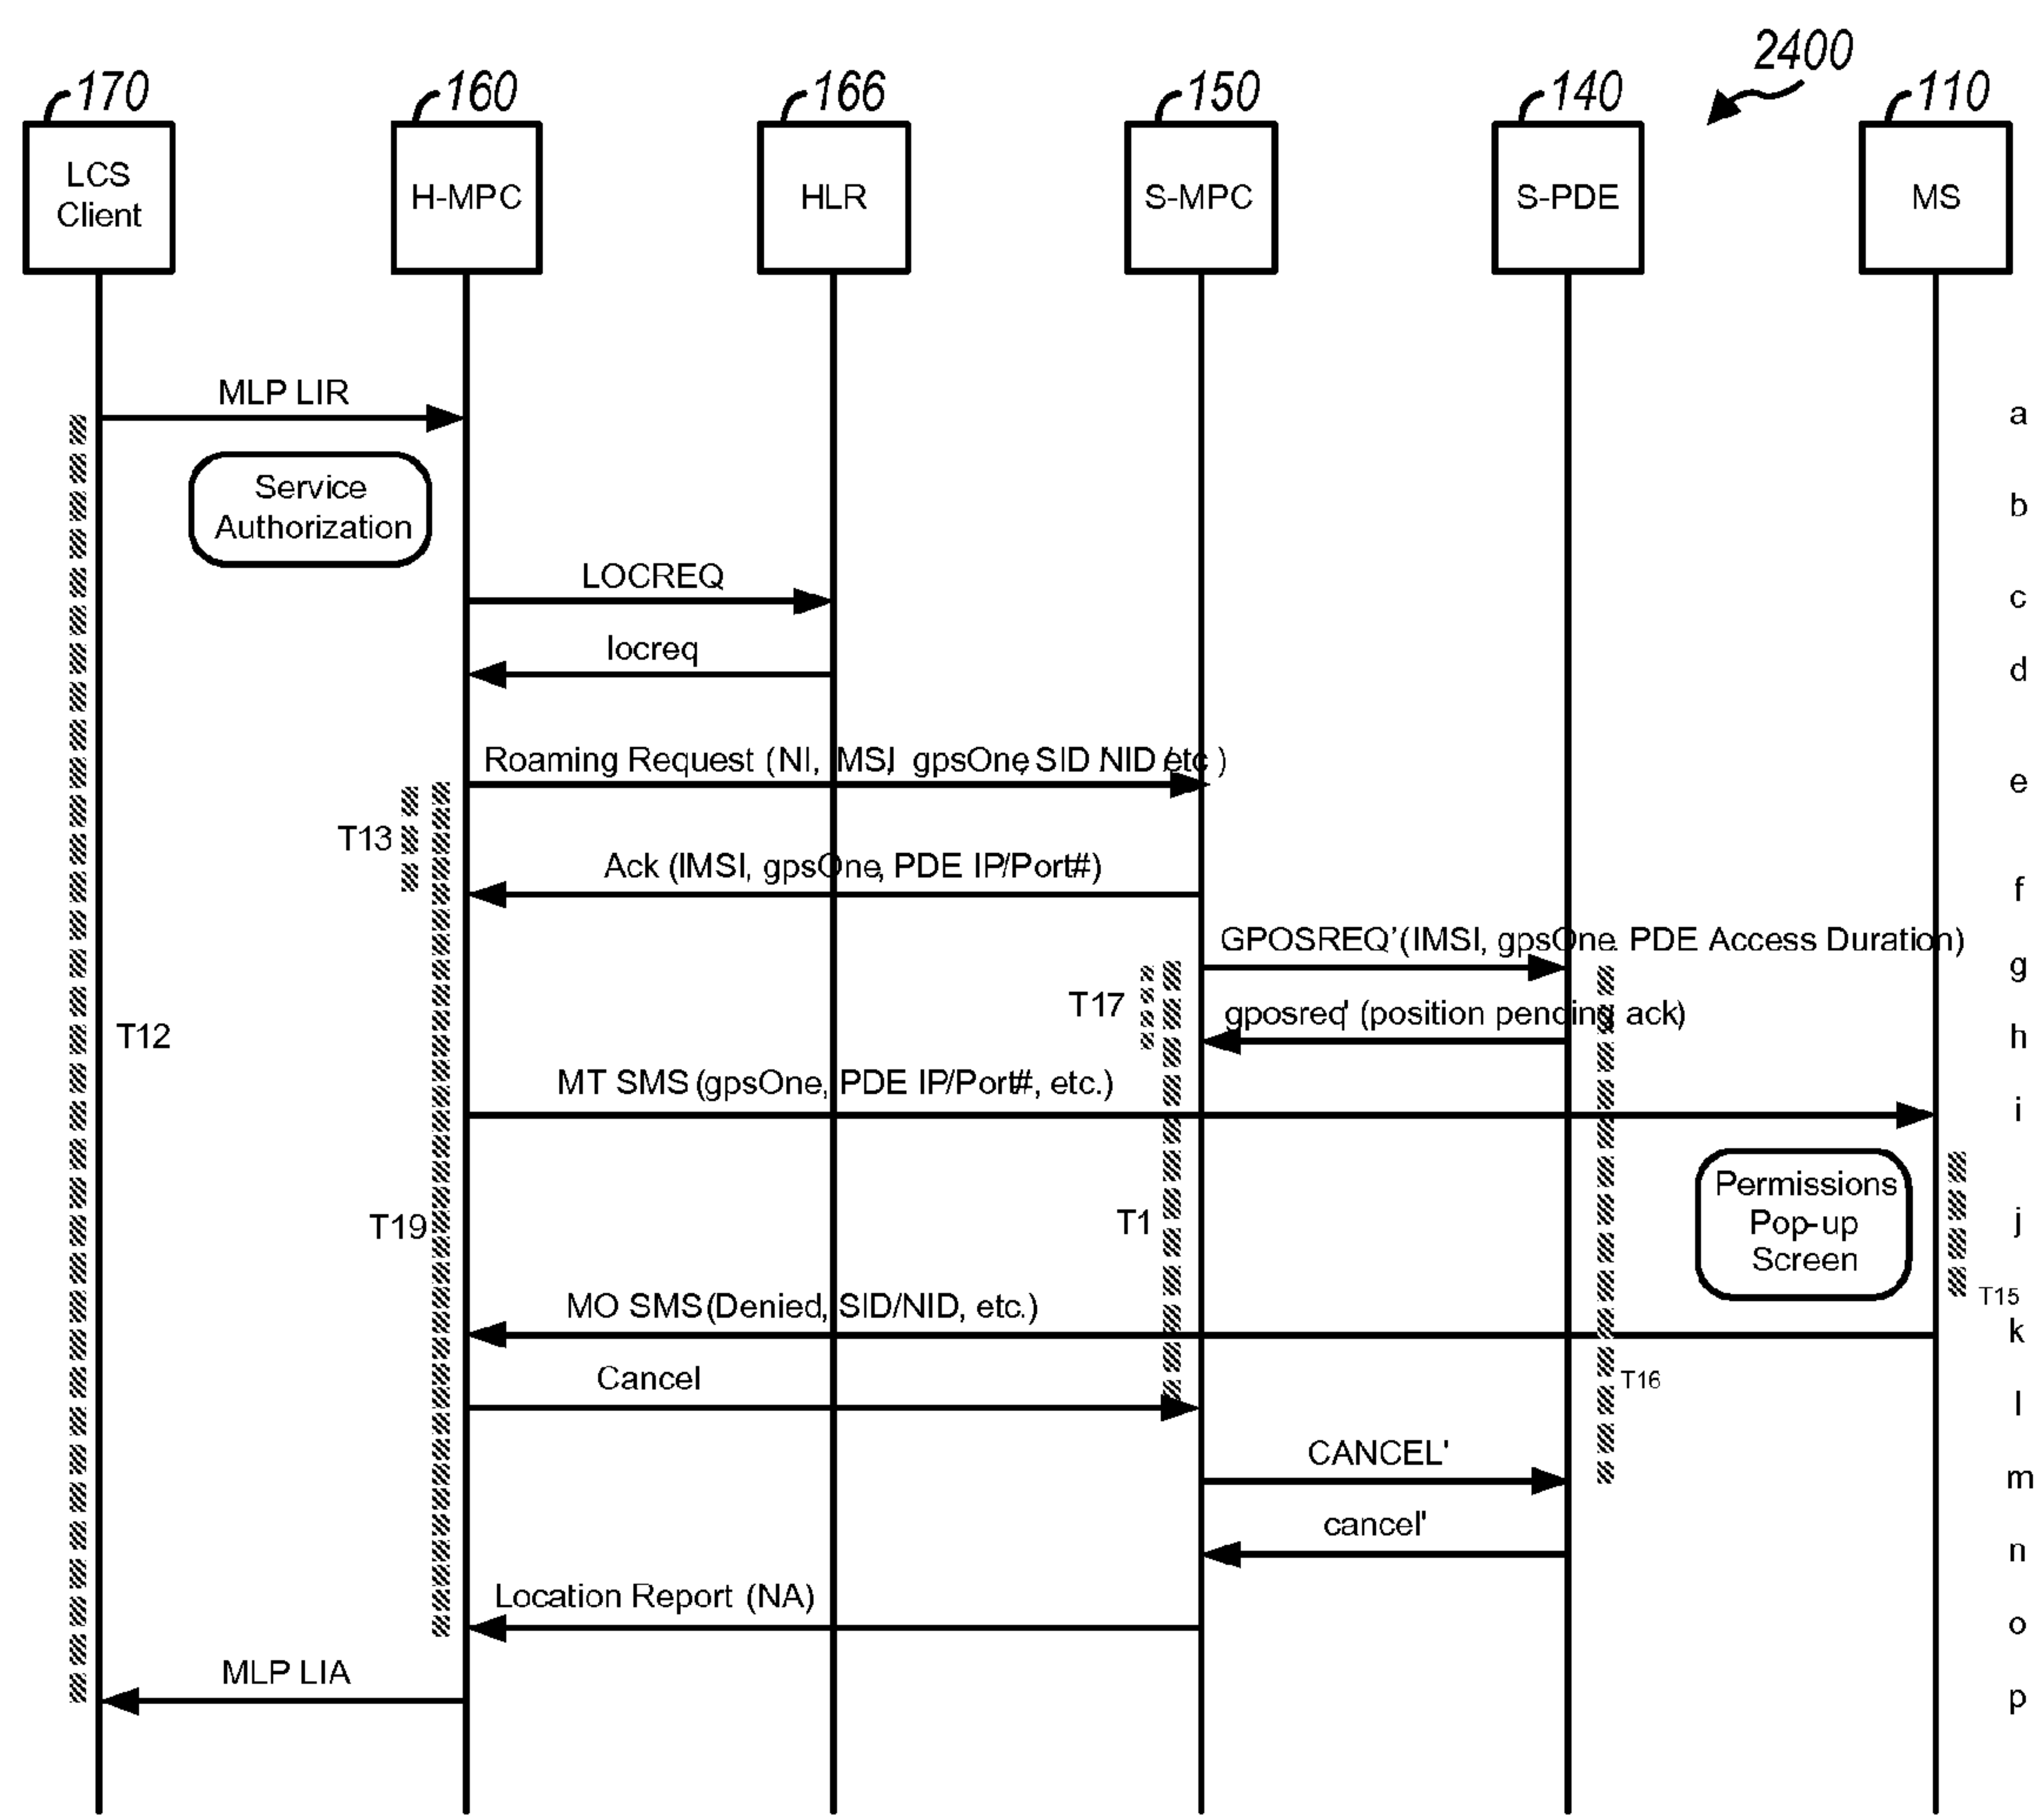 2400
170
160
166
150
140
110
LCS
Client
H-MPC
HLR
S-MPC
S-PDE
MS
MLP LIR
a
Service
Authorization
b
LOCREQ
c
locreq
d
Roaming Request (NI, MSI, gpsOne, SID NID etc )
e
T13
Ack (IMSI, gpsOne, PDE IP/Port#)
f
GPOSREQ'(IMSI, gpsOne. PDE Access Duration)
g
T17
gposreq' (position pending ack)
T12
h
MT SMS (gpsOne, PDE IP/Port#, etc.)
i
Permissions
Pop-up
Screen
T19
T1
j
T15
MO SMS (Denied, SID/NID, etc.)
k
Cancel
T16
l
CANCEL'
m
cancel'
n
Location Report (NA)
o
MLP LIA
p